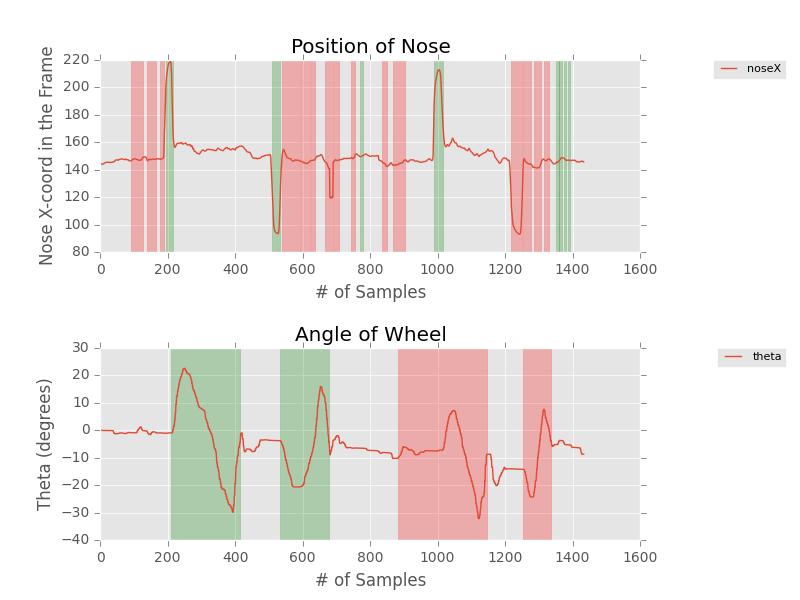 Position of Nose
220
200
180
160
140
120
100
80
Nose X-coord in the Frame
0 200 400 600 800 1000 1200 1400 1600
# of Samples
noseX
Angle of Wheel
30
20
10
0
−10
−20
−30
−40
Theta (degrees)
0 200 400 600 800 1000 1200 1400 1600
# of Samples
theta